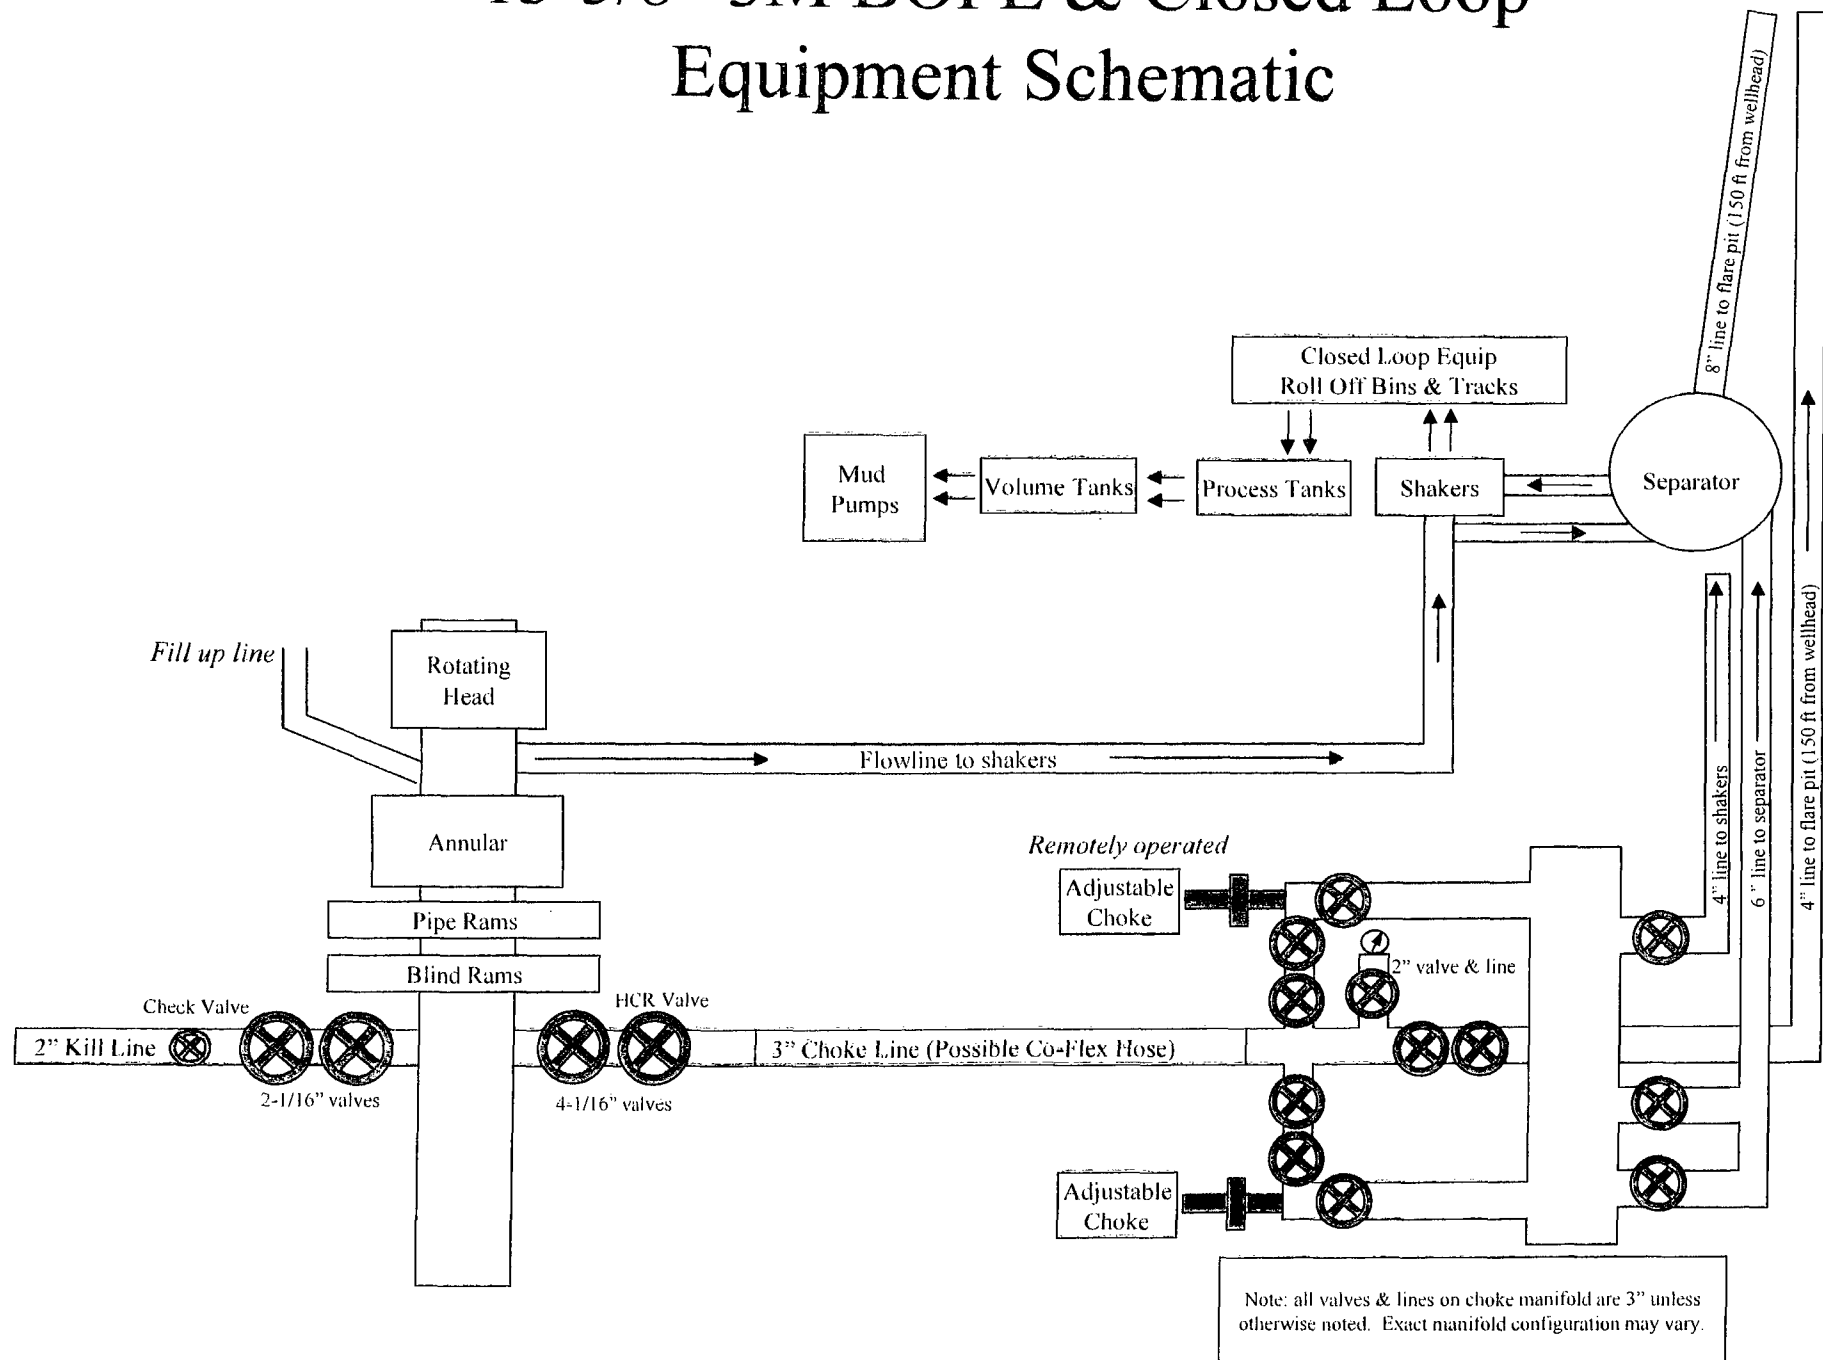 Equipment Schematic
8" line to flare pit (150 ft from wellhead)
Closed Loop Equip
Roll Off Bins & Tracks
Mud
Pumps
Volume Tanks
Process Tanks
Shakers
Separator
Fill up line
Rotating
Head
Flowline to shakers
Annular
Pipe Rams
Blind Rams
Remotely operated
Adjustable
Choke
4" line to shakers
6 " line to separator
4" line to flare pit (150 ft from wellhead)
2" valve & line
Check Valve
HCR Valve
2" Kill Line
3" Choke Line (Possible Co-Flex Hose)
2-1/16" valves
4-1/16" valves
Adjustable
Choke
Note: all valves & lines on choke manifold are 3" unless
otherwise noted. Exact manifold configuration may vary.